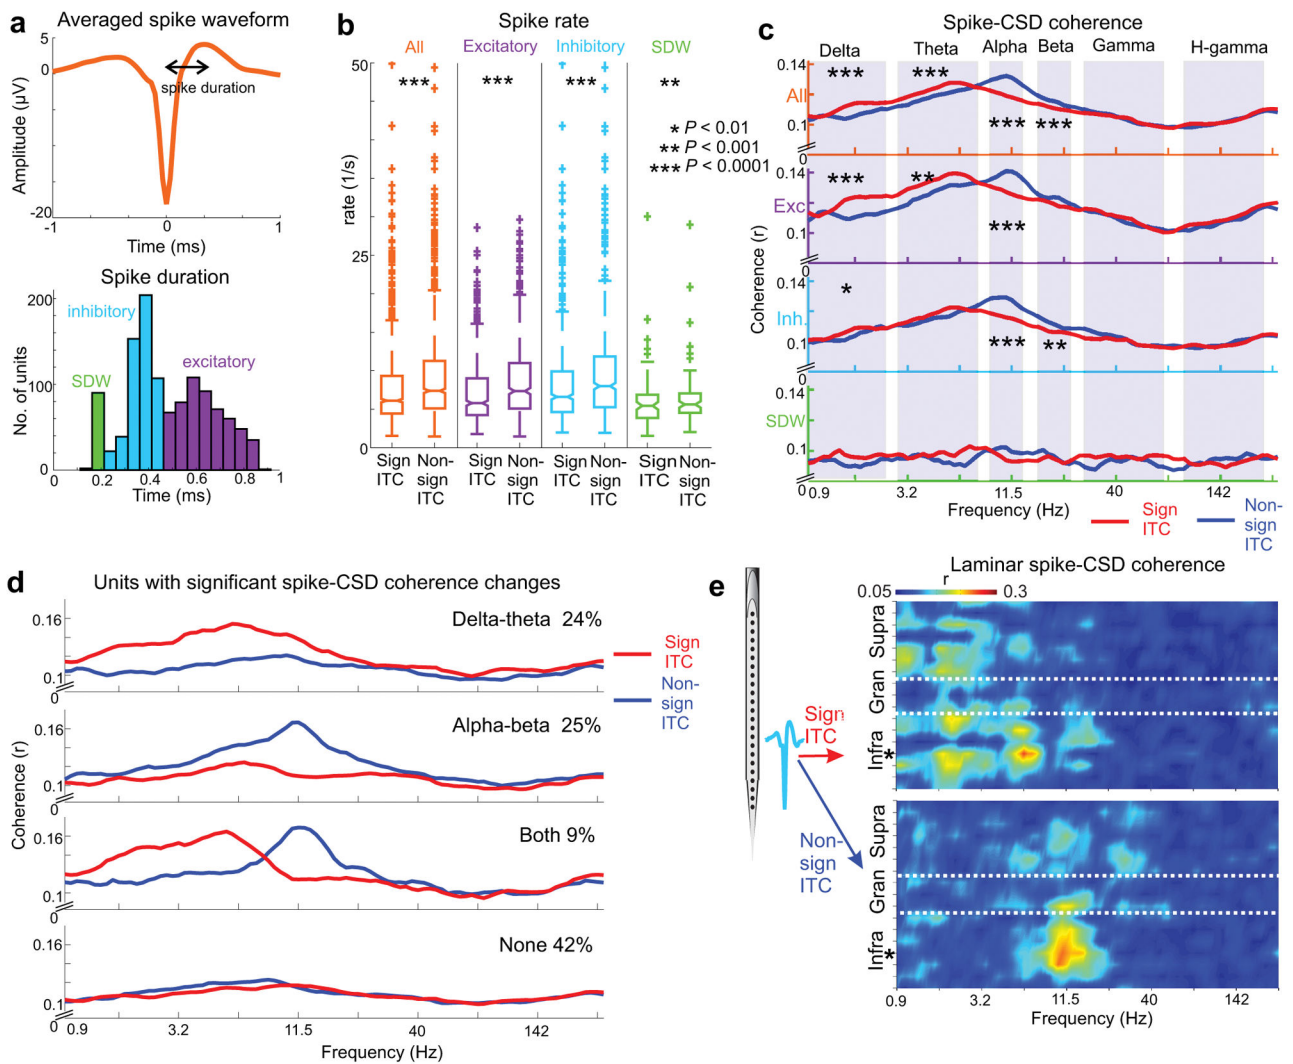 a
Averaged spike waveform
5
0
-20
Amplitude (µV)
spike duration
-1
0
1
Time (ms)
Spike duration
200
100
0
No. of units
inhibitory
SDW
excitatory
0
0.2
0.4
0.6
0.8
1
Time (ms)
b
Spike rate
All
Excitatory
Inhibitory
SDW
50
25
0
rate (1/s)
***
***
***
**
* P < 0.01
** P < 0.001
*** P < 0.0001
Sign ITC
Non-sign ITC
Sign ITC
Non-sign ITC
Sign ITC
Non-sign ITC
Sign ITC
Non-sign ITC
c
Spike-CSD coherence
Delta
Theta
Alpha
Beta
Gamma
H-gamma
0.14
All
0.1
0
***
***
***
***
0.14
Exc
0.1
0
***
**
***
0.14
Inh.
0.1
0
*
***
**
0.14
SDW
0.1
0
Coherence (r)
0.9
3.2
11.5
40
142
Frequency (Hz)
Sign ITC
Non-sign ITC
d
Units with significant spike-CSD coherence changes
0.16
0.1
0
Delta-theta 24%
Sign ITC
Non-sign ITC
0.16
0.1
0
Alpha-beta 25%
0.16
0.1
0
Both 9%
0.16
0.1
0
None 42%
Coherence (r)
0.9
3.2
11.5
40
142
Frequency (Hz)
e
Laminar spike-CSD coherence
0.05
r
0.3
Supra
Gran
Infra
*
Sign ITC
Non-sign ITC
Supra
Gran
Infra
*
0.9
3.2
11.5
40
142
Frequency (Hz)